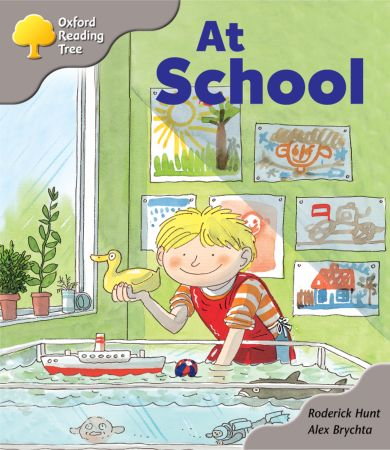 Oxford
Reading
Tree
At
School
Roderick Hunt
Alex Brychta